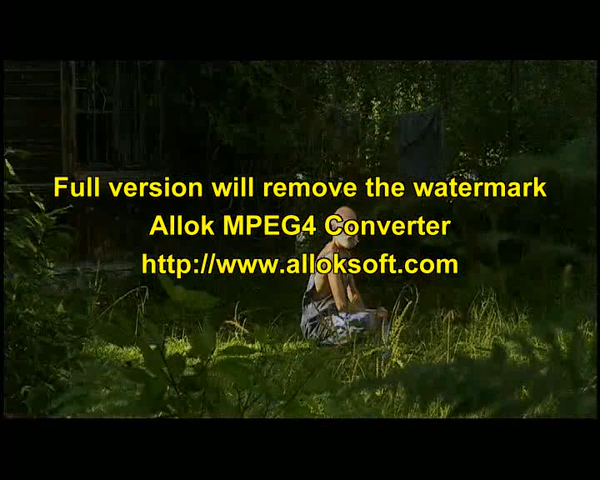 Full version will remove the watermark
Allok MPEG4 Converter
http://www.alloksoft.com